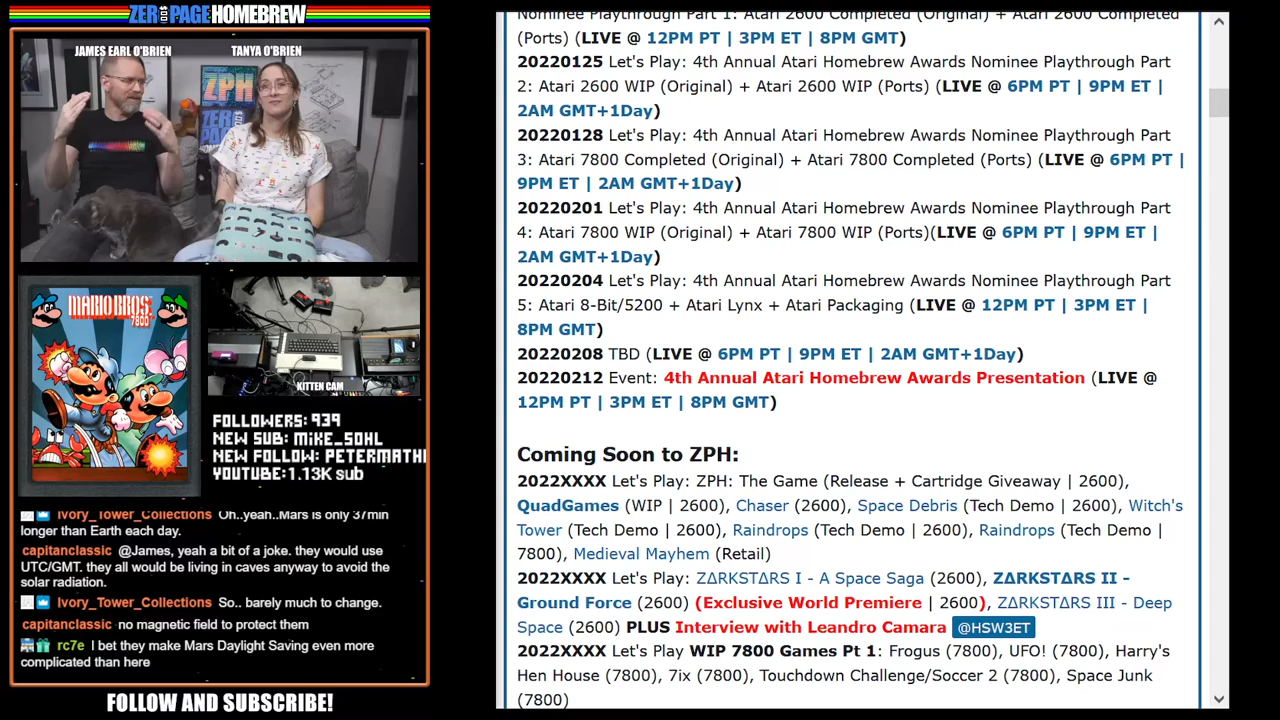 ZER PAGE HOMEBREW
JAMES EARL O'BRIEN
TANYA O'BRIEN
ZPH
ZER
PAGE
MARIO BROS.
7800
KITTEN CAM
FOLLOWERS: 939
NEW SUB: MIKE_SOHL
NEW FOLLOW: PETERMATH
YOUTUBE:1.13K sub
Ivory_Tower_Collections Oh..yeah..Mars is only 37min
longer than Earth each day.
capitanclassic @James, yeah a bit of a joke. they would use
UTC/GMT. they all would be living in caves anyway to avoid the
solar radiation.
Ivory_Tower_Collections So.. barely much to change.
capitanclassic no magnetic field to protect them
rc7e I bet they make Mars Daylight Saving even more
complicated than here
FOLLOW AND SUBSCRIBE!
Nominee Playthrough Part 1: Atari 2600 Completed (Original) + Atari 2600 Completed
(Ports) (LIVE @ 12PM PT | 3PM ET | 8PM GMT)
20220125 Let's Play: 4th Annual Atari Homebrew Awards Nominee Playthrough Part
2: Atari 2600 WIP (Original) + Atari 2600 WIP (Ports) (LIVE @ 6PM PT | 9PM ET |
2AM GMT+1Day)
20220128 Let's Play: 4th Annual Atari Homebrew Awards Nominee Playthrough Part
3: Atari 7800 Completed (Original) + Atari 7800 Completed (Ports) (LIVE @ 6PM PT |
9PM ET | 2AM GMT+1Day)
20220201 Let's Play: 4th Annual Atari Homebrew Awards Nominee Playthrough Part
4: Atari 7800 WIP (Original) + Atari 7800 WIP (Ports)(LIVE @ 6PM PT | 9PM ET |
2AM GMT+1Day)
20220204 Let's Play: 4th Annual Atari Homebrew Awards Nominee Playthrough Part
5: Atari 8-Bit/5200 + Atari Lynx + Atari Packaging (LIVE @ 12PM PT | 3PM ET |
8PM GMT)
20220208 TBD (LIVE @ 6PM PT | 9PM ET | 2AM GMT+1Day)
20220212 Event: 4th Annual Atari Homebrew Awards Presentation (LIVE @
12PM PT | 3PM ET | 8PM GMT)
Coming Soon to ZPH:
2022XXXX Let's Play: ZPH: The Game (Release + Cartridge Giveaway | 2600),
QuadGames (WIP | 2600), Chaser (2600), Space Debris (Tech Demo | 2600), Witch's
Tower (Tech Demo | 2600), Raindrops (Tech Demo | 2600), Raindrops (Tech Demo |
7800), Medieval Mayhem (Retail)
2022XXXX Let's Play: Z∆RKST∆RS I - A Space Saga (2600), Z∆RKST∆RS II -
Ground Force (2600) (Exclusive World Premiere | 2600), Z∆RKST∆RS III - Deep
Space (2600) PLUS Interview with Leandro Camara @HSW3ET
2022XXXX Let's Play WIP 7800 Games Pt 1: Frogus (7800), UFO! (7800), Harry's
Hen House (7800), 7ix (7800), Touchdown Challenge/Soccer 2 (7800), Space Junk
(7800)